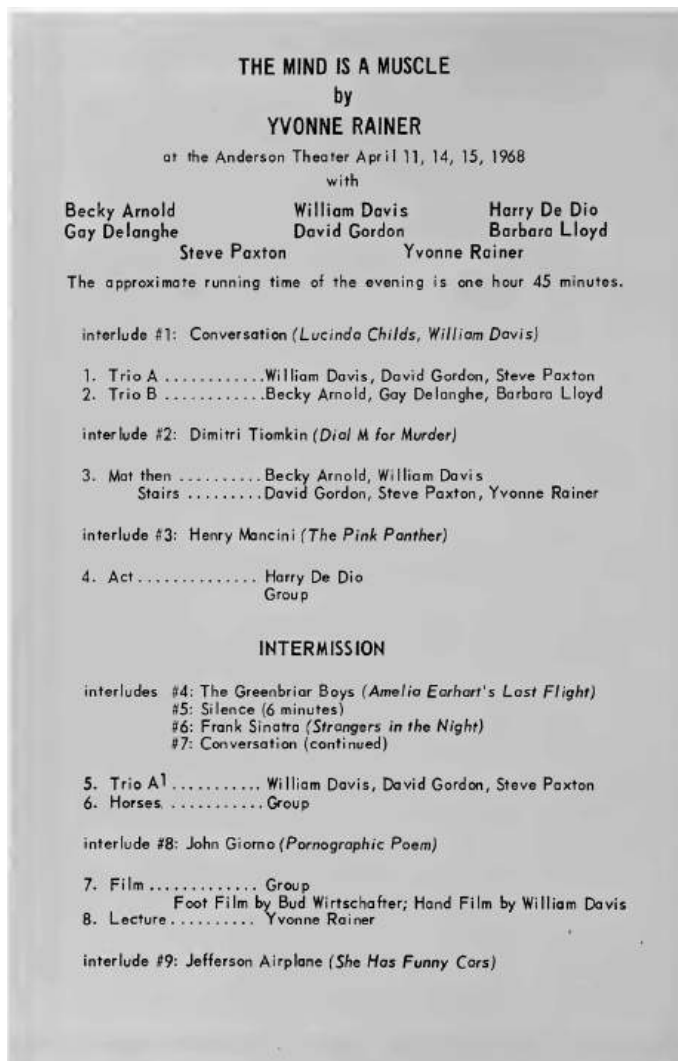 THE MIND IS A MUSCLE
by
YVONNE RAINER
at the Anderson Theater April 11, 14, 15, 1968
with
Becky Arnold William Davis Harry De Dio
Gay Delanghe David Gordon Barbara Lloyd
Steve Paxton Yvonne Rainer
The approximate running time of the evening is one hour 45 minutes.
interlude #1: Conversation (Lucinda Childs, William Davis)
1. Trio A ............William Davis, David Gordon, Steve Paxton
2. Trio B ............Becky Arnold, Gay Delanghe, Barbara Lloyd
interlude #2: Dimitri Tiomkin (Dial M for Murder)
3. Mat then ..........Becky Arnold, William Davis
Stairs .........David Gordon, Steve Paxton, Yvonne Rainer
interlude #3: Henry Mancini (The Pink Panther)
4. Act.............. Harry De Dio
Group
INTERMISSION
interludes #4: The Greenbriar Boys (Amelia Earhart's Last Flight)
#5: Silence (6 minutes)
#6: Frank Sinatra (Strangers in the Night)
#7: Conversation (continued)
5. Trio A1........... William Davis, David Gordon, Steve Paxton
6. Horses............Group
interlude #8: John Giorno (Pornographic Poem)
7. Film ............. Group
Foot Film by Bud Wirtschafter; Hand Film by William Davis
8. Lecture .......... Yvonne Rainer
interlude #9: Jefferson Airplane (She Has Funny Cars)